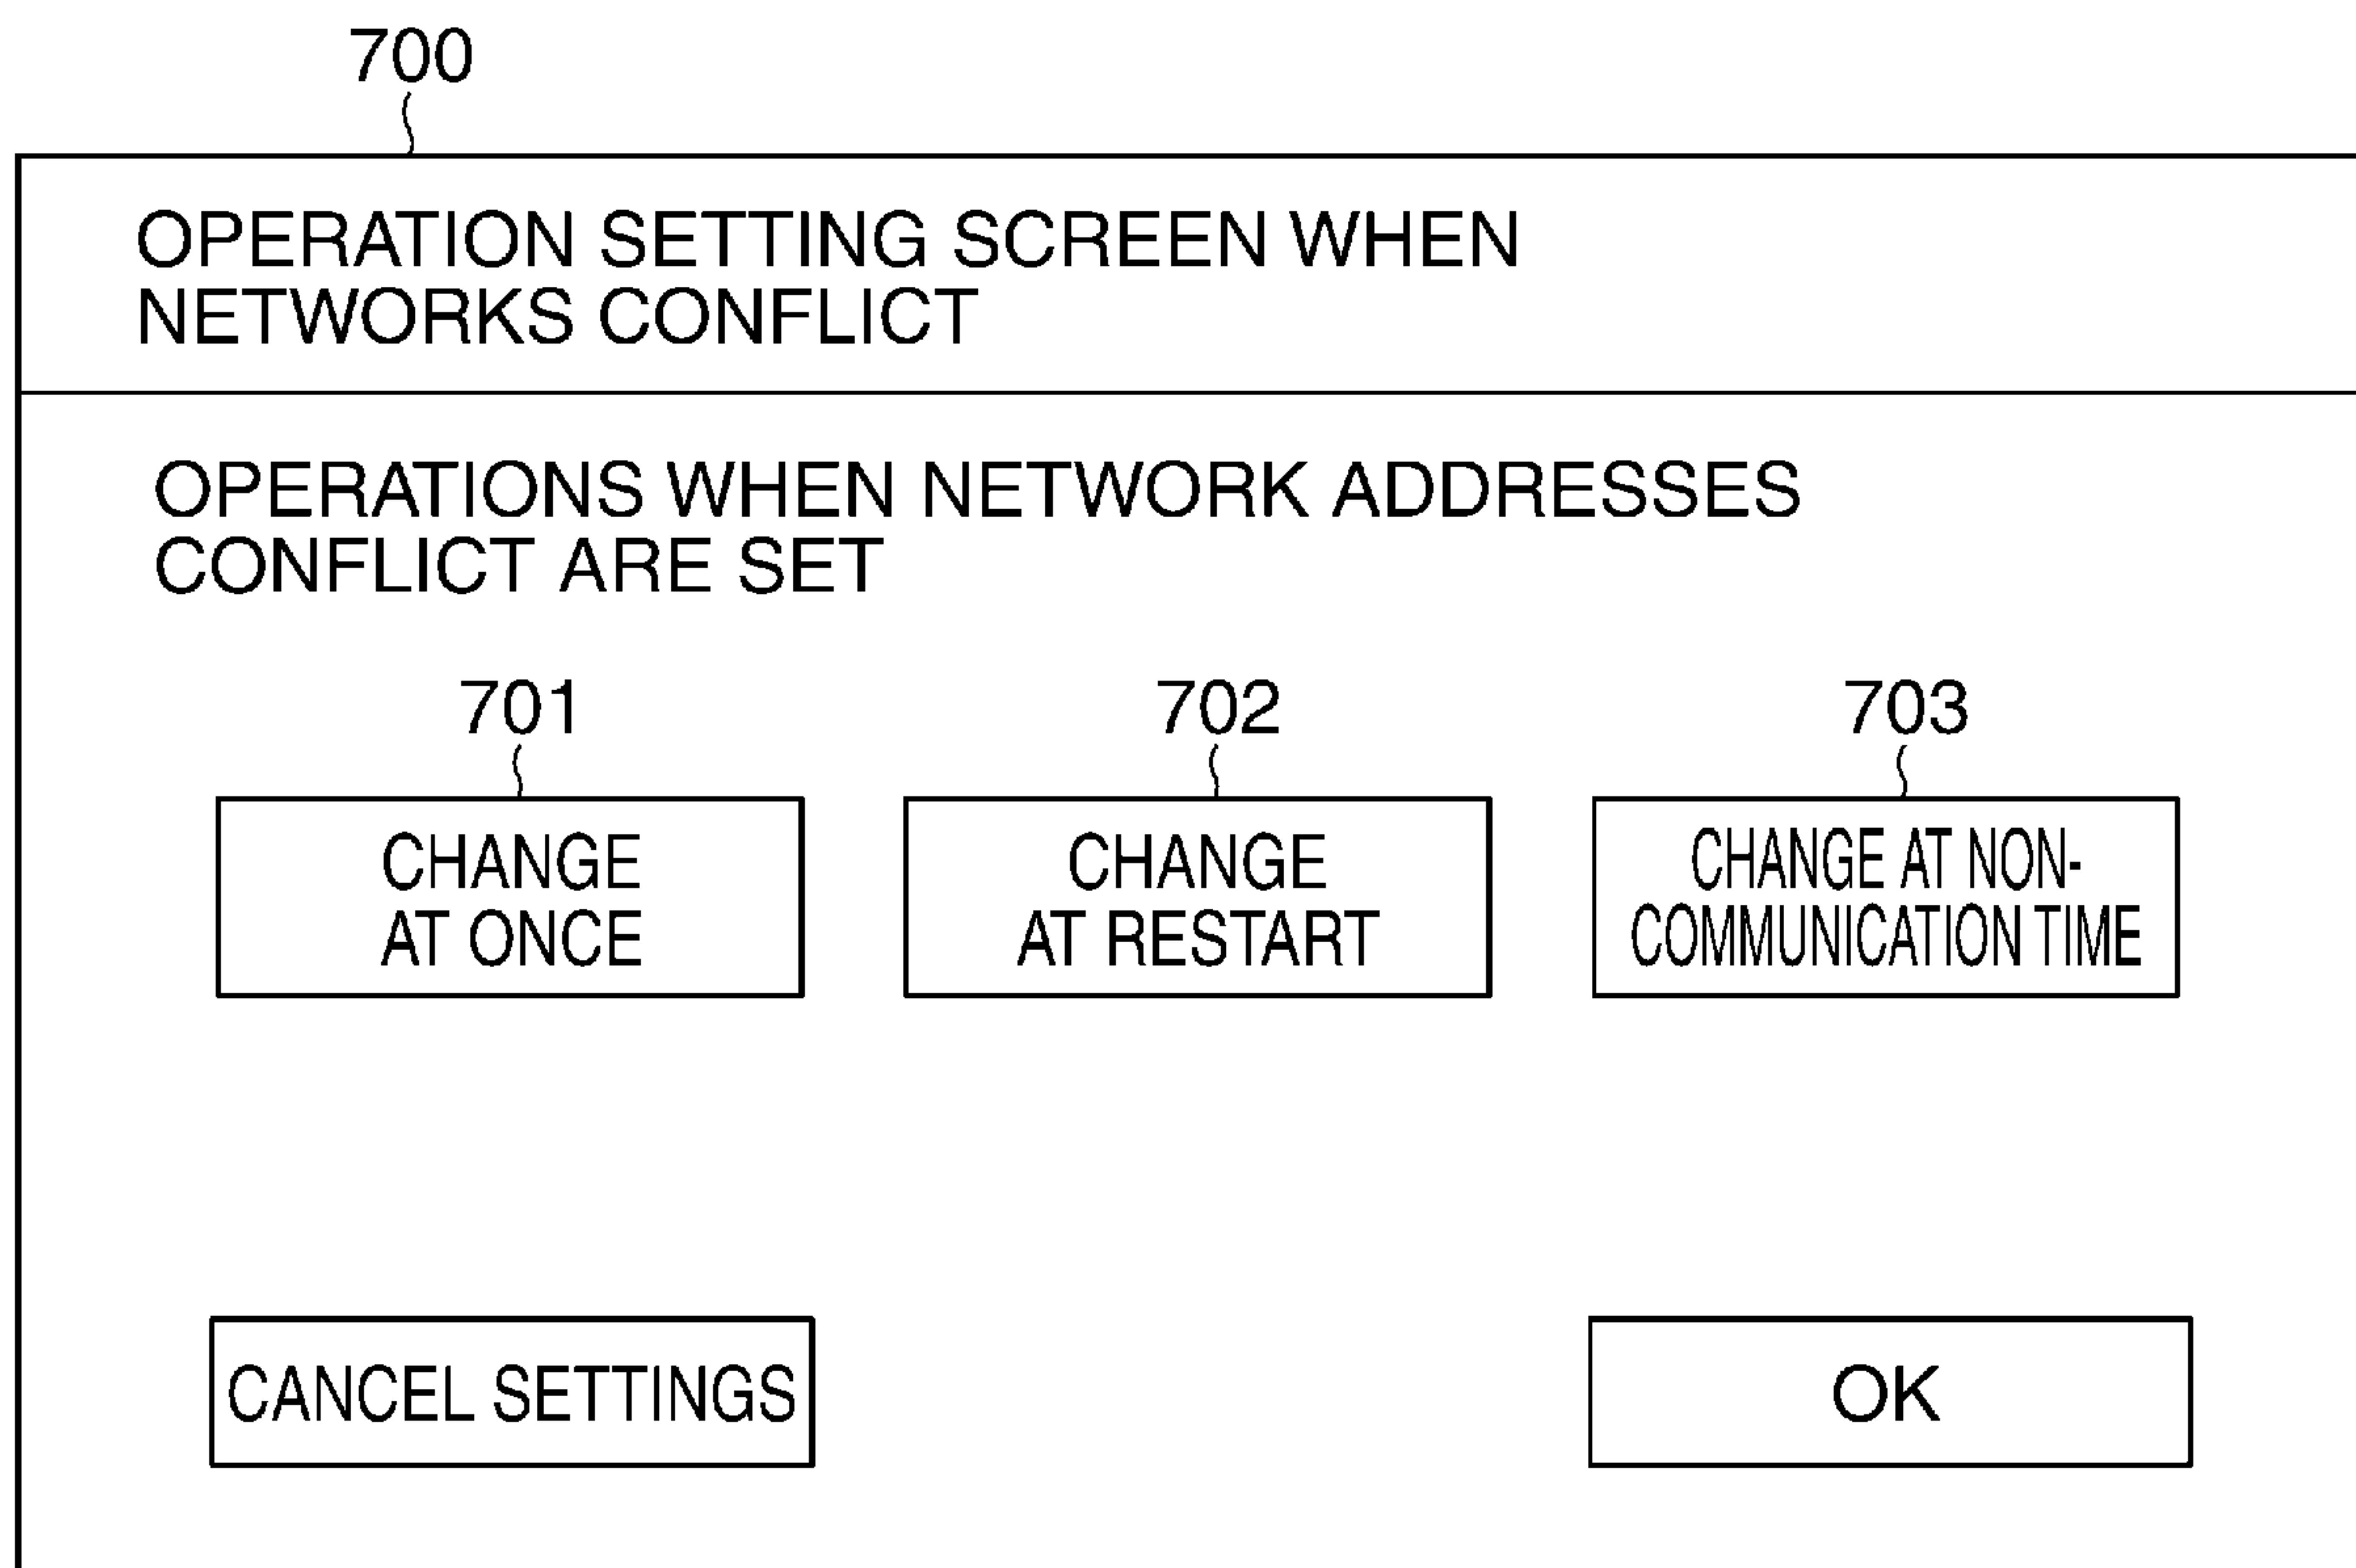 700
OPERATION SETTING SCREEN WHEN
NETWORKS CONFLICT
OPERATIONS WHEN NETWORK ADDRESSES
CONFLICT ARE SET
701
702
703
CHANGE
AT ONCE
CHANGE
AT RESTART
CHANGE AT NON-
COMMUNICATION TIME
CANCEL SETTINGS
OK